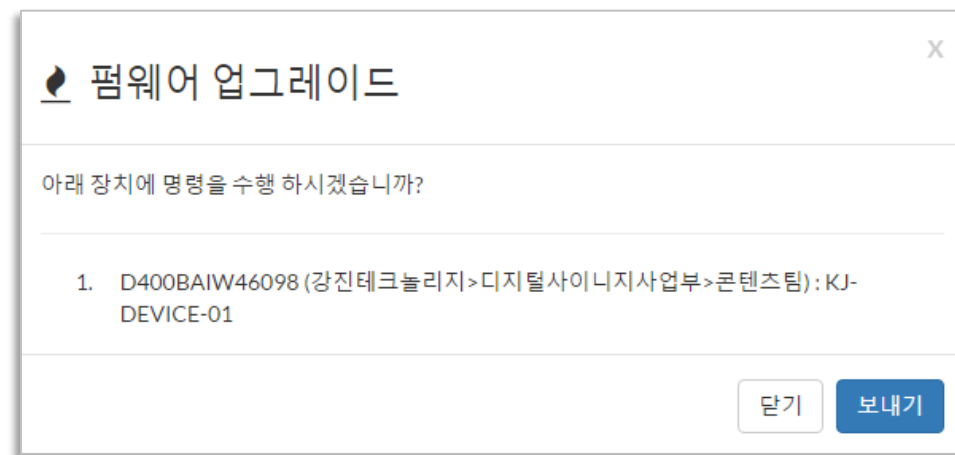 X
펌웨어 업그레이드
아래 장치에 명령을 수행 하시겠습니까?
1. D400BAIW46098 (강진테크놀리지>디지털사이니지사업부>콘텐츠팀) : KJ-
DEVICE-01
닫기 보내기